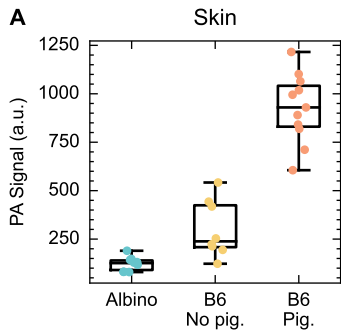 A
Skin
PA Signal (a.u.)
1250
1000
750
500
250
Albino
B6
No pig.
B6
Pig.